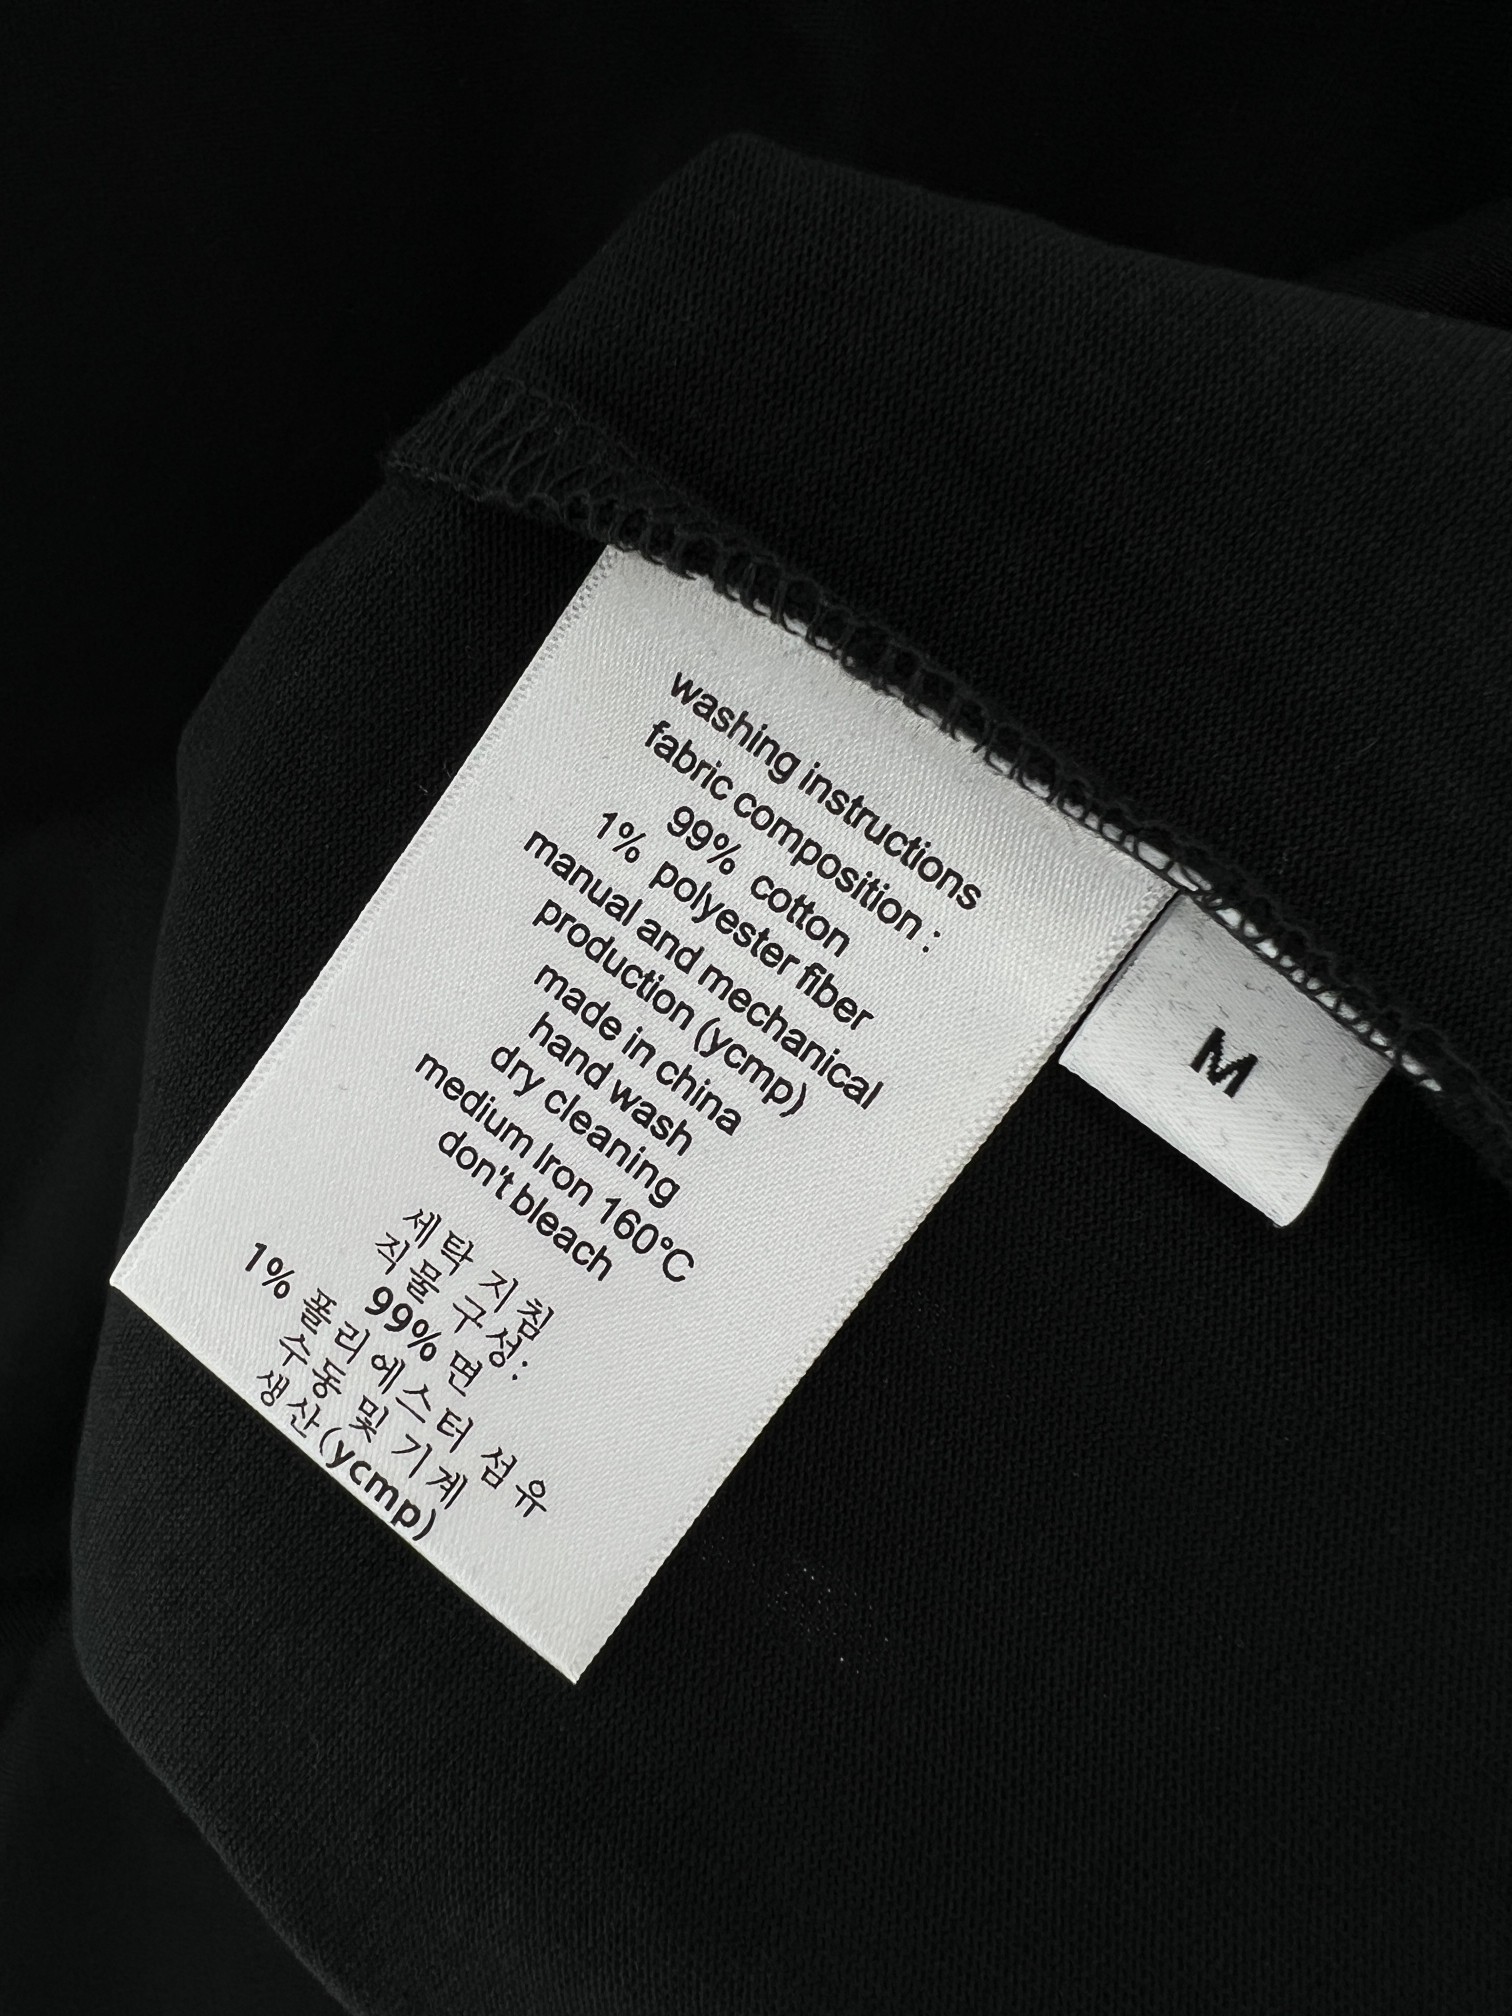 washing instructions
fabric composition :
99% cotton
1% polyester fiber
manual and mechanical
production (ycmp)
made in china
hand wash
dry cleaning
medium Iron 160°C
don't bleach
세탁 지침
직물 구성:
99% 면
1% 폴리에스터 섬유
수동 및 기계
생산(ycmp)
M